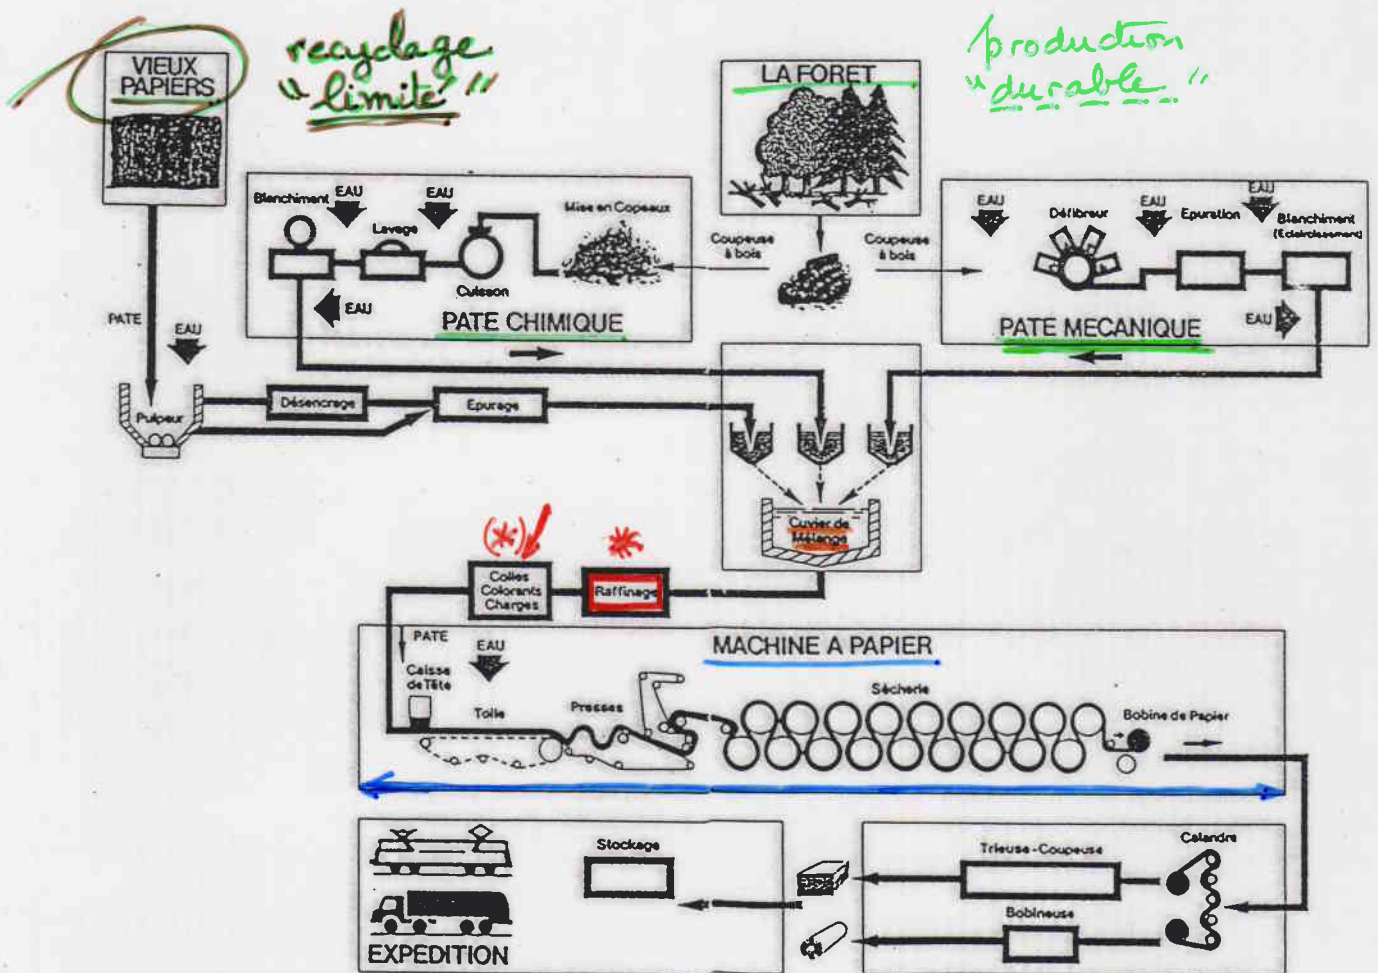 recyclage
"limité"
production
"durable"
VIEUX
PAPIERS
LA FORET
Blanchiment
EAU
EAU
Lavage
Mise en Copeaux
Cuisson
EAU
PATE CHIMIQUE
Coupeuse
à bois
Coupeuse
à bois
EAU
Défibreur
EAU
Epuration
EAU
Blanchiment
(Eclaircissement)
EAU
PATE MECANIQUE
PATE
EAU
Pulpeur
Désencrage
Epurage
Cuvier de
Mélange
(*)
*
Colles
Colorants
Charges
Raffinage
MACHINE A PAPIER
PATE
EAU
Caisse
de Tête
Toile
Presses
Sécherie
Bobine de Papier
Stockage
EXPEDITION
Trieuse-Coupeuse
Calandre
Bobineuse